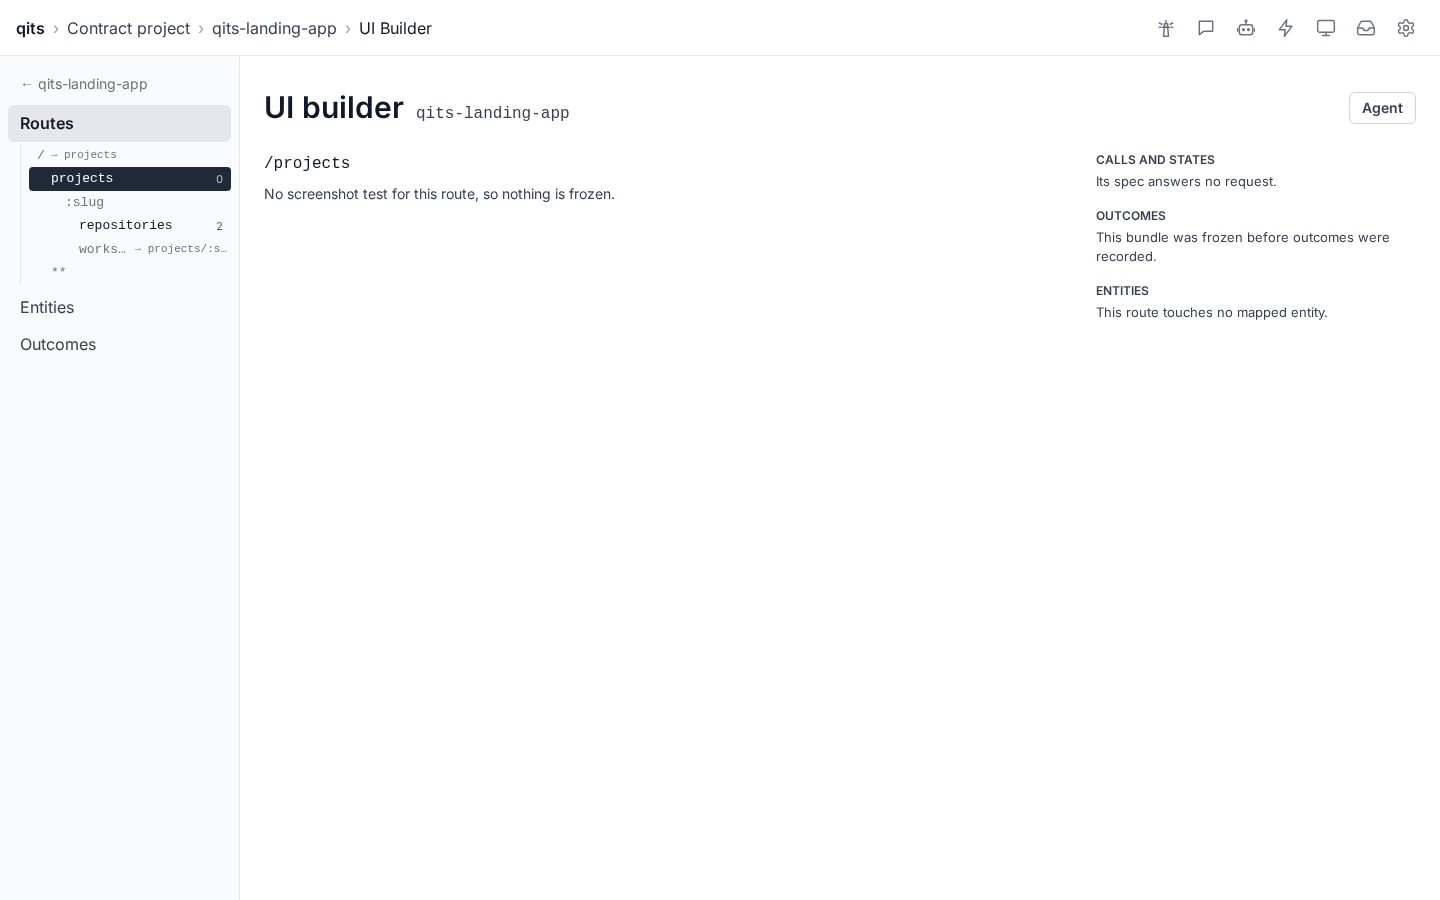 qits › Contract project › qits-landing-app › UI Builder
← qits-landing-app
Routes
/ → projects
projects 0
:slug
repositories 2
works… → projects/:s…
**
Entities
Outcomes
UI builder qits-landing-app
Agent
/projects
No screenshot test for this route, so nothing is frozen.
CALLS AND STATES
Its spec answers no request.
OUTCOMES
This bundle was frozen before outcomes were
recorded.
ENTITIES
This route touches no mapped entity.